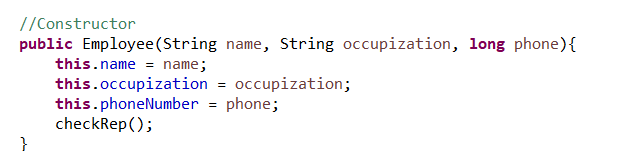 //Constructor
public Employee(String name, String occupization, long phone){
this.name = name;
this.occupization = occupization;
this.phoneNumber = phone;
checkRep();
}